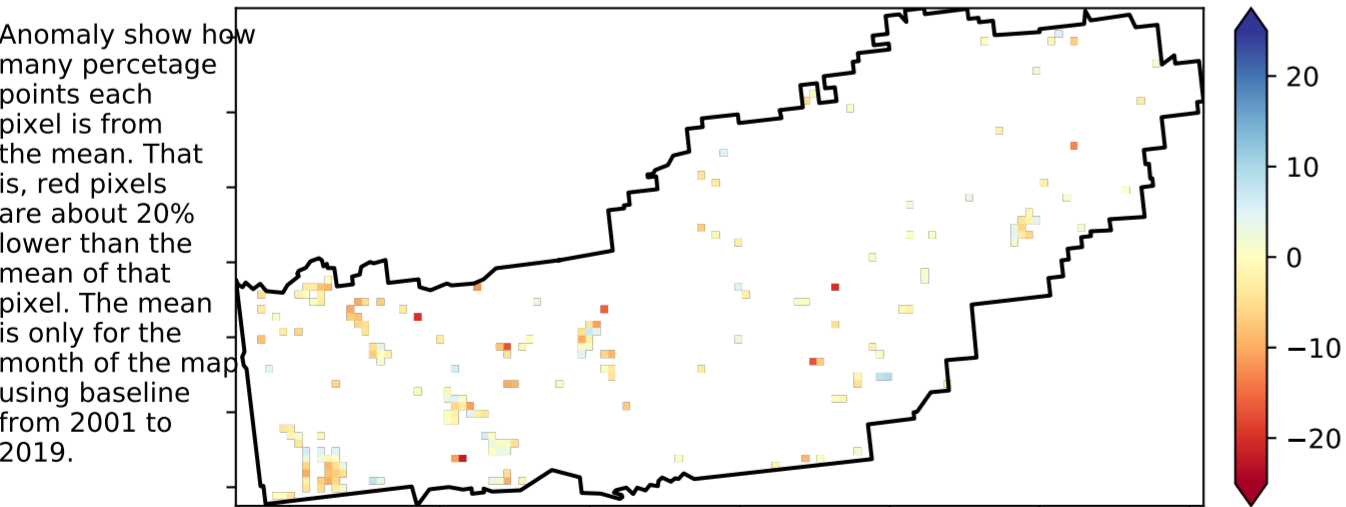 Anomaly show how
many percetage
points each
pixel is from
the mean. That
is, red pixels
are about 20%
lower than the
mean of that
pixel. The mean
is only for the
month of the map
using baseline
from 2001 to
2019.
20
10
0
−10
−20